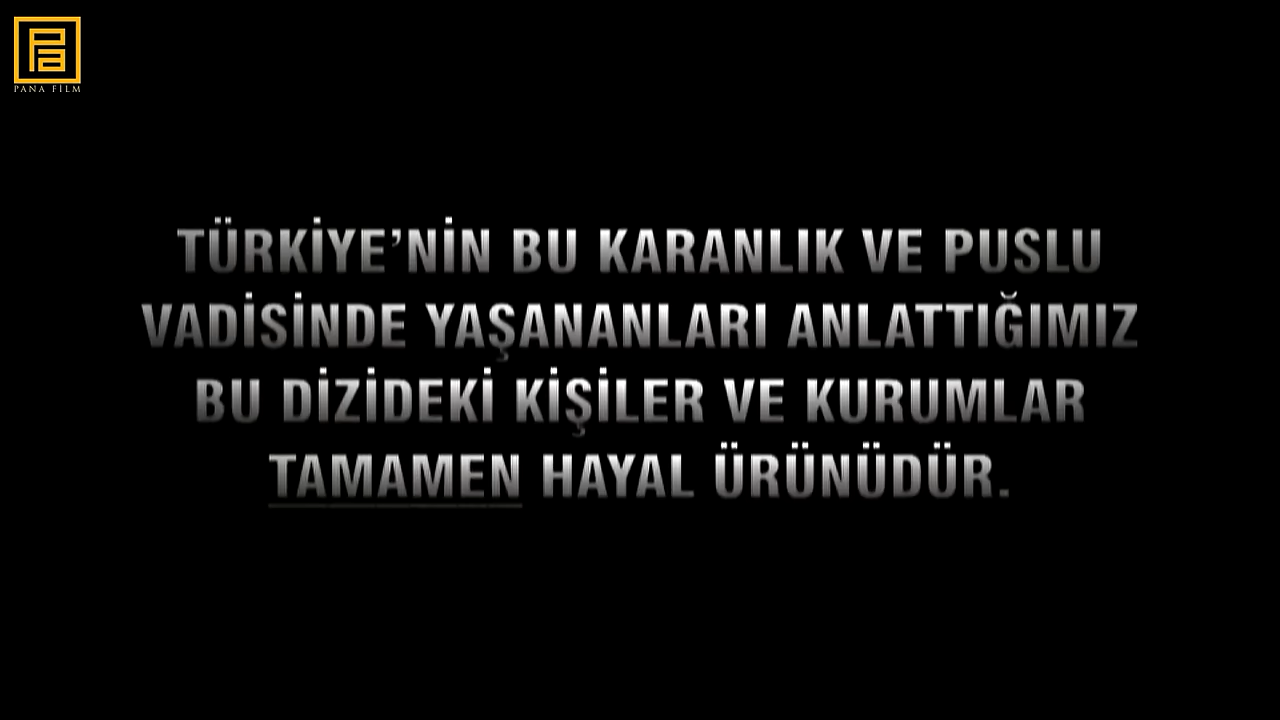 PANA FİLM
TÜRKİYE’NİN BU KARANLIK VE PUSLU
VADİSİNDE YAŞANANLARI ANLATTIĞIMIZ
BU DİZİDEKİ KİŞİLER VE KURUMLAR
TAMAMEN HAYAL ÜRÜNÜDÜR.